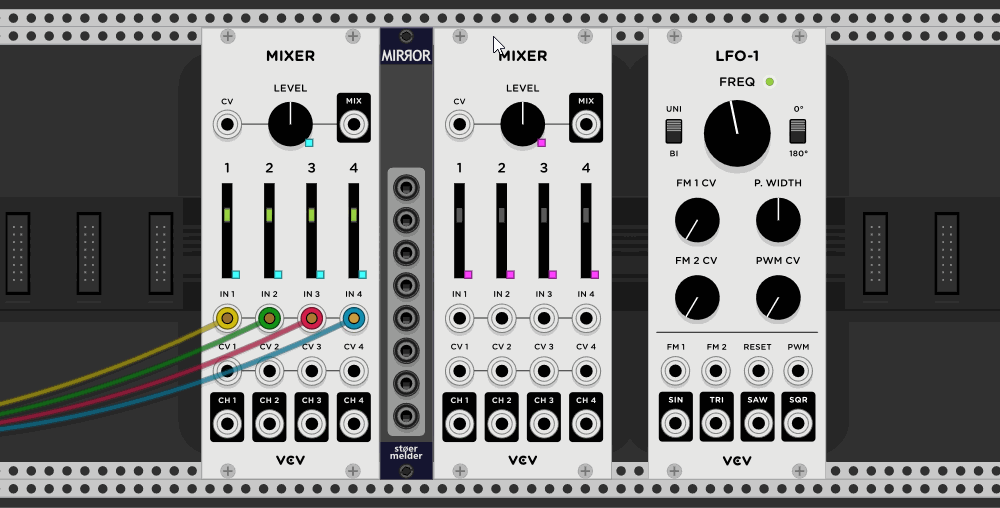 MIXER
LEVEL
CV
MIX
1 2 3 4
IN 1 IN 2 IN 3 IN 4
CV 1 CV 2 CV 3 CV 4
CH 1 CH 2 CH 3 CH 4
VCV
MIRROR
støer
melder
MIXER
LEVEL
CV
MIX
1 2 3 4
IN 1 IN 2 IN 3 IN 4
CV 1 CV 2 CV 3 CV 4
CH 1 CH 2 CH 3 CH 4
VCV
LFO-1
FREQ
UNI
BI
0°
180°
FM 1 CV P. WIDTH
FM 2 CV PWM CV
FM 1 FM 2 RESET PWM
SIN TRI SAW SQR
VCV